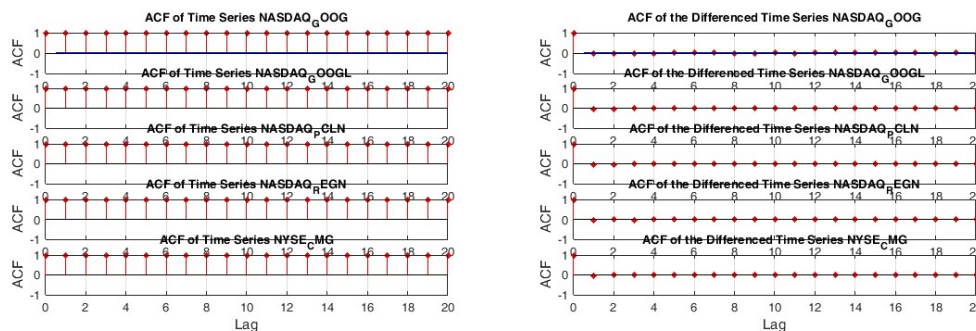 ACF of Time Series NASDAQ_GOOG
ACF
1
0
-1
0 2 4 6 8 10 12 14 16 18 20
ACF of Time Series NASDAQ_GOOGL
ACF
1
0
-1
0 2 4 6 8 10 12 14 16 18 20
ACF of Time Series NASDAQ_PCLN
ACF
1
0
-1
0 2 4 6 8 10 12 14 16 18 20
ACF of Time Series NASDAQ_REGN
ACF
1
0
-1
0 2 4 6 8 10 12 14 16 18 20
ACF of Time Series NYSE_CMG
ACF
1
0
-1
0 2 4 6 8 10 12 14 16 18 20
Lag
ACF of the Differenced Time Series NASDAQ_GOOG
ACF
1
0
-1
0 2 4 6 8 10 12 14 16 18 2
ACF of the Differenced Time Series NASDAQ_GOOGL
ACF
1
0
-1
0 2 4 6 8 10 12 14 16 18 2
ACF of the Differenced Time Series NASDAQ_PCLN
ACF
1
0
-1
0 2 4 6 8 10 12 14 16 18 2
ACF of the Differenced Time Series NASDAQ_REGN
ACF
1
0
-1
0 2 4 6 8 10 12 14 16 18 2
ACF of the Differenced Time Series NYSE_CMG
ACF
1
0
-1
0 2 4 6 8 10 12 14 16 18 2
Lag